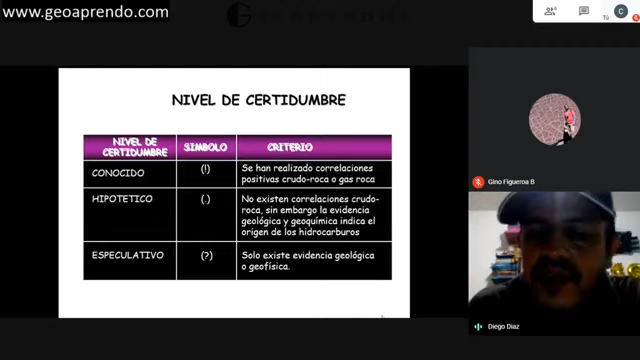 www.geoaprendo.com
4
C
Tú
NIVEL DE CERTIDUMBRE
NIVEL DE
CERTIDUMBRE
SIMBOLO
CRITERIO
CONOCIDO
(!)
Se han realizado correlaciones
positivas crudo-roca o gas roca
HIPOTETICO
(.)
No existen correlaciones crudo-
roca, sin embargo la evidencia
geológica y geoquímica indica el
origen de los hidrocarburos
ESPECULATIVO
(?)
Solo existe evidencia geológica
o geofísica.
Gino Figueroa B
Diego Diaz